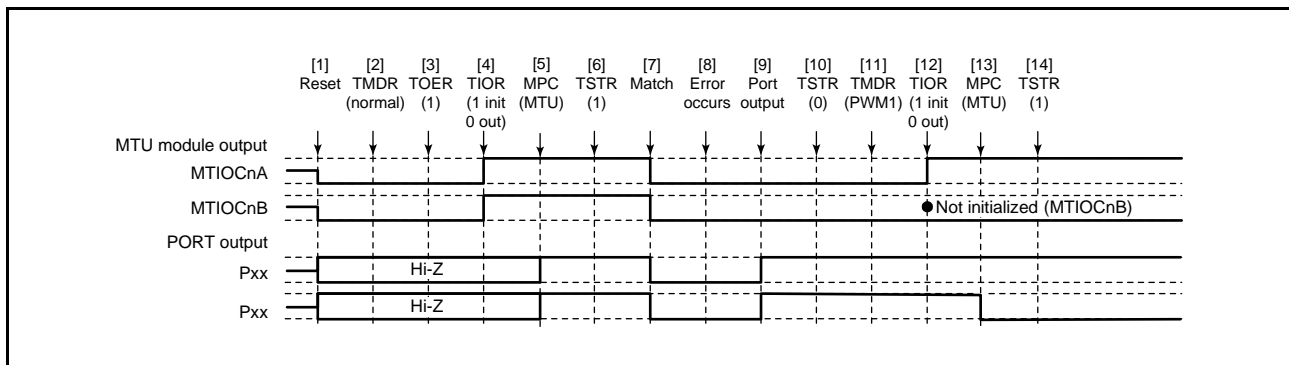 [1] [2] [3] [4] [5] [6] [7] [8] [9] [10] [11] [12] [13] [14]
Reset TMDR TOER TIOR MPC TSTR Match Error Port TSTR TMDR TIOR MPC TSTR
(normal) (1) (1 init (MTU) (1) occurs output (0) (PWM1) (1 init (MTU) (1)
0 out) 0 out)
MTU module output
MTIOCnA
MTIOCnB
Not initialized (MTIOCnB)
PORT output
Pxx Hi-Z
Pxx Hi-Z